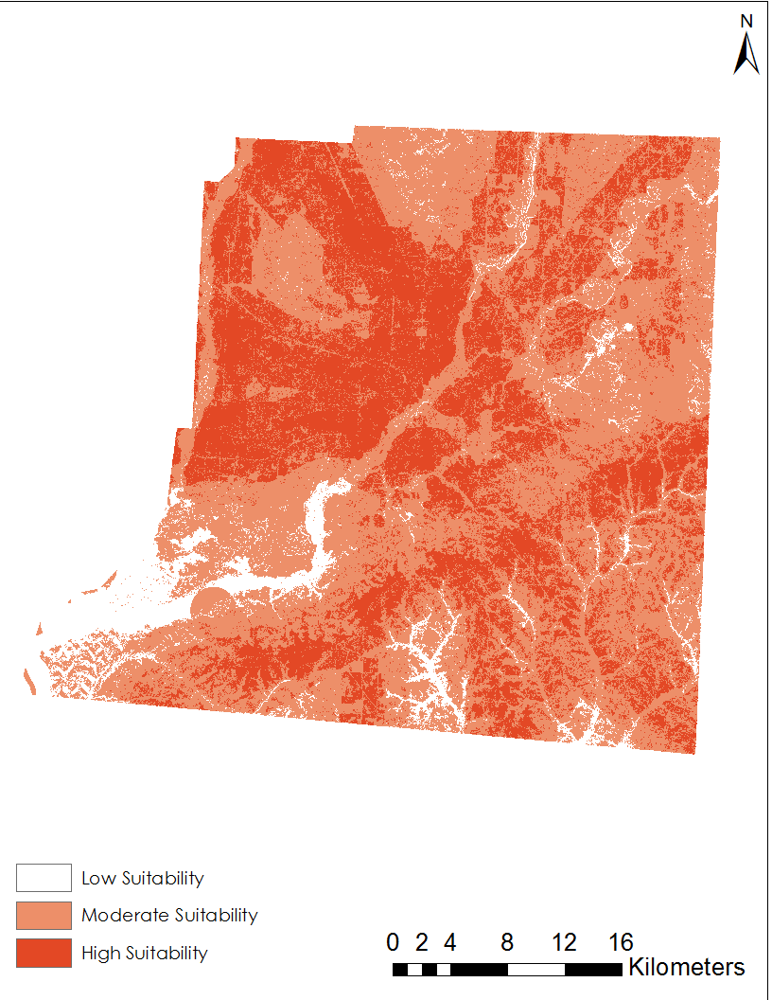 N
Low Suitability
Moderate Suitability
High Suitability
0 2 4 8 12 16
Kilometers